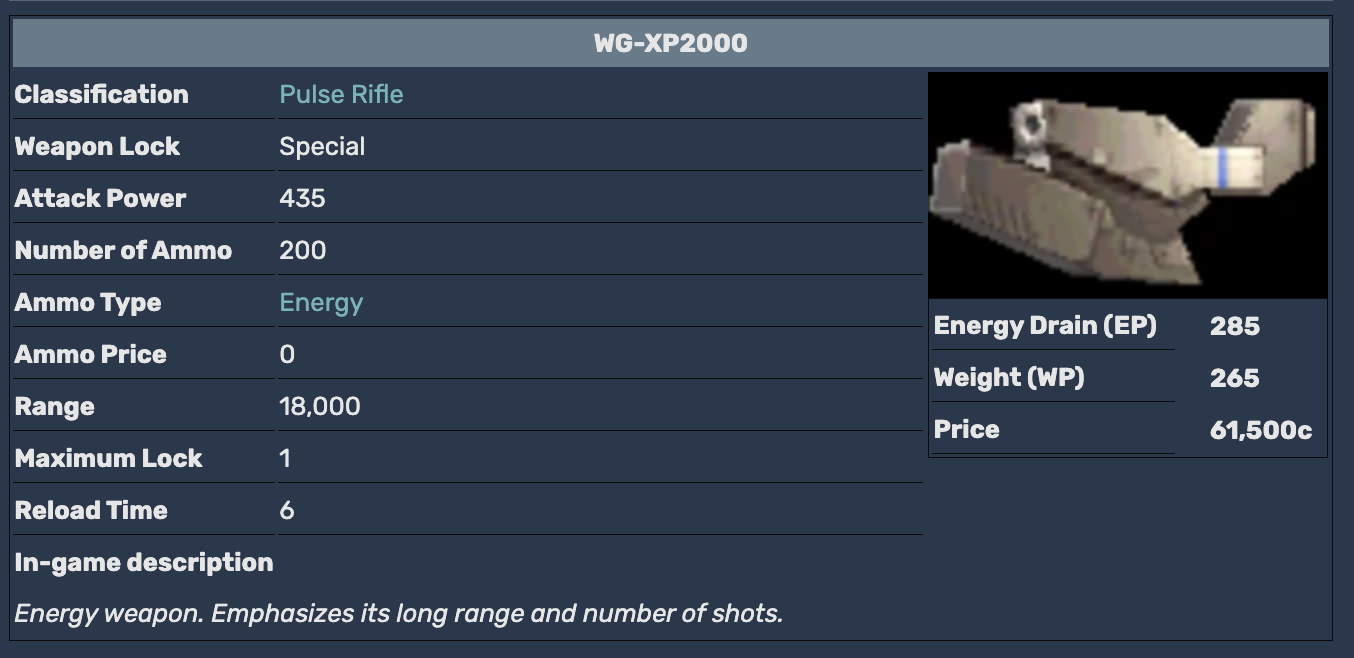 WG-XP2000
Classification Pulse Rifle
Weapon Lock Special
Attack Power 435
Number of Ammo 200
Ammo Type Energy
Ammo Price 0
Range 18,000
Maximum Lock 1
Reload Time 6
Energy Drain (EP) 285
Weight (WP) 265
Price 61,500c
In-game description
Energy weapon. Emphasizes its long range and number of shots.